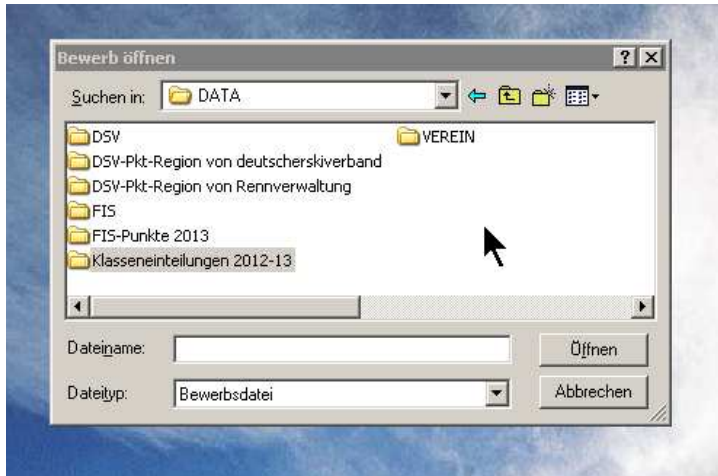 Bewerb öffnen
Suchen in: DATA
DSV
DSV-Pkt-Region von deutscherskiverband
DSV-Pkt-Region von Rennverwaltung
FIS
FIS-Punkte 2013
Klasseneinteilungen 2012-13
VEREIN
Dateiname: Öffnen
Dateityp: Bewerbsdatei Abbrechen